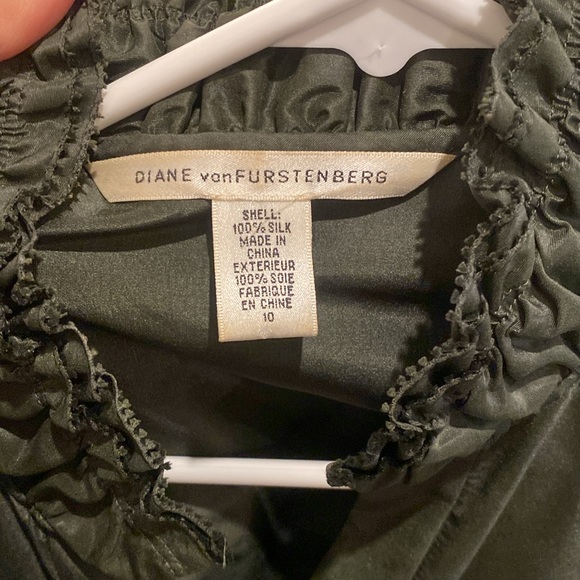 DIANE vonFURSTENBERG
SHELL:
100% SILK
MADE IN
CHINA
EXTERIEUR
100% SOIE
FABRIQUE
EN CHINE
10